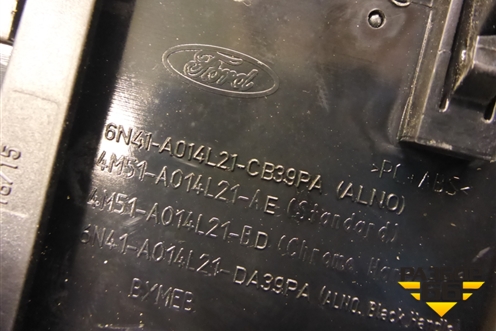 Ford
6N41-A014L21-CB39PA (ALNO)
4M51-A014L21-AE (Standard)
4M51-A014L21-BD (Chrome
6N41-A014L21-DA39PA (ALNO, Black
BXMEB
>PC+ABS<